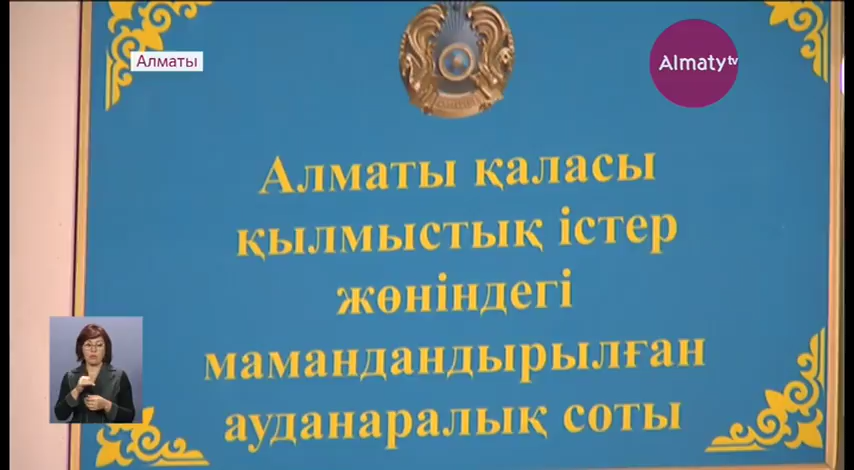 Алматы
Almaty tv
Алматы қаласы
қылмыстық істер
жөніндегі
мамандандырылған
ауданаралық соты